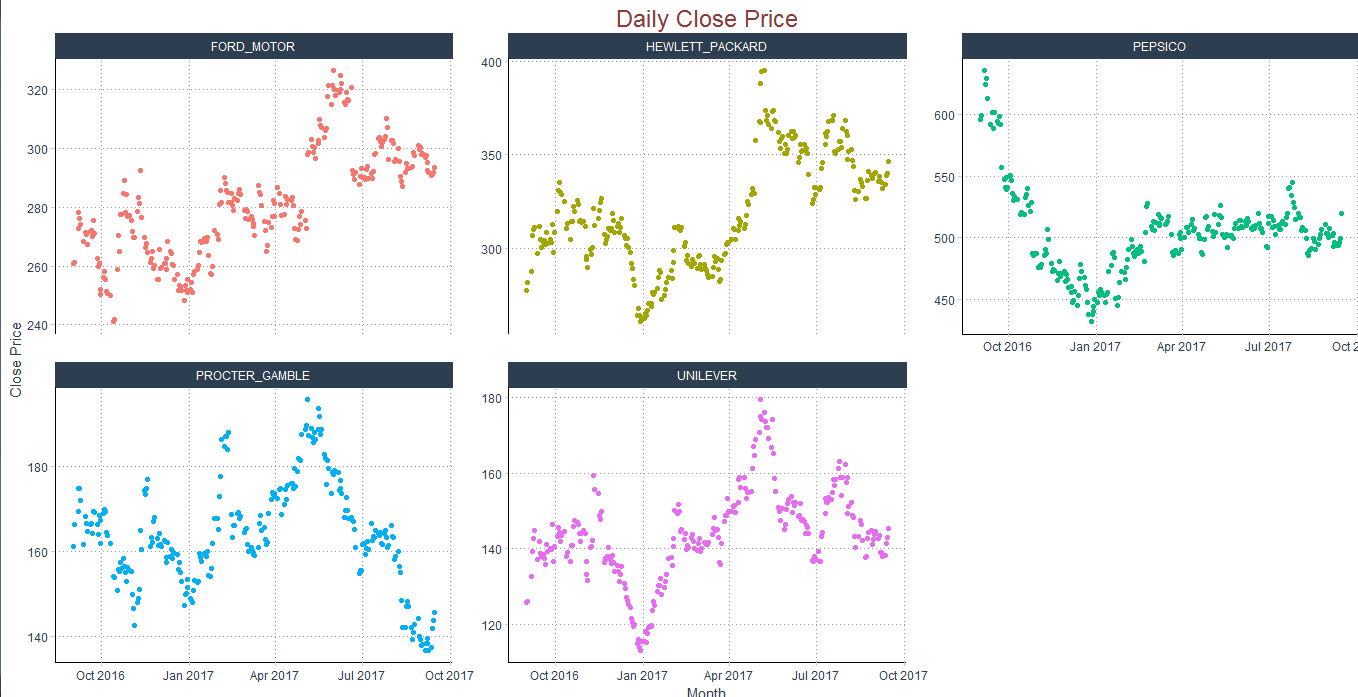 Daily Close Price
FORD_MOTOR
HEWLETT_PACKARD
PEPSICO
320
300
280
260
240
400
350
300
600
550
500
450
Oct 2016 Jan 2017 Apr 2017 Jul 2017 Oct 2
Close Price
PROCTER_GAMBLE
UNILEVER
180
160
140
Oct 2016 Jan 2017 Apr 2017 Jul 2017 Oct 2017
180
160
140
120
Oct 2016 Jan 2017 Apr 2017 Jul 2017 Oct 2017
Month